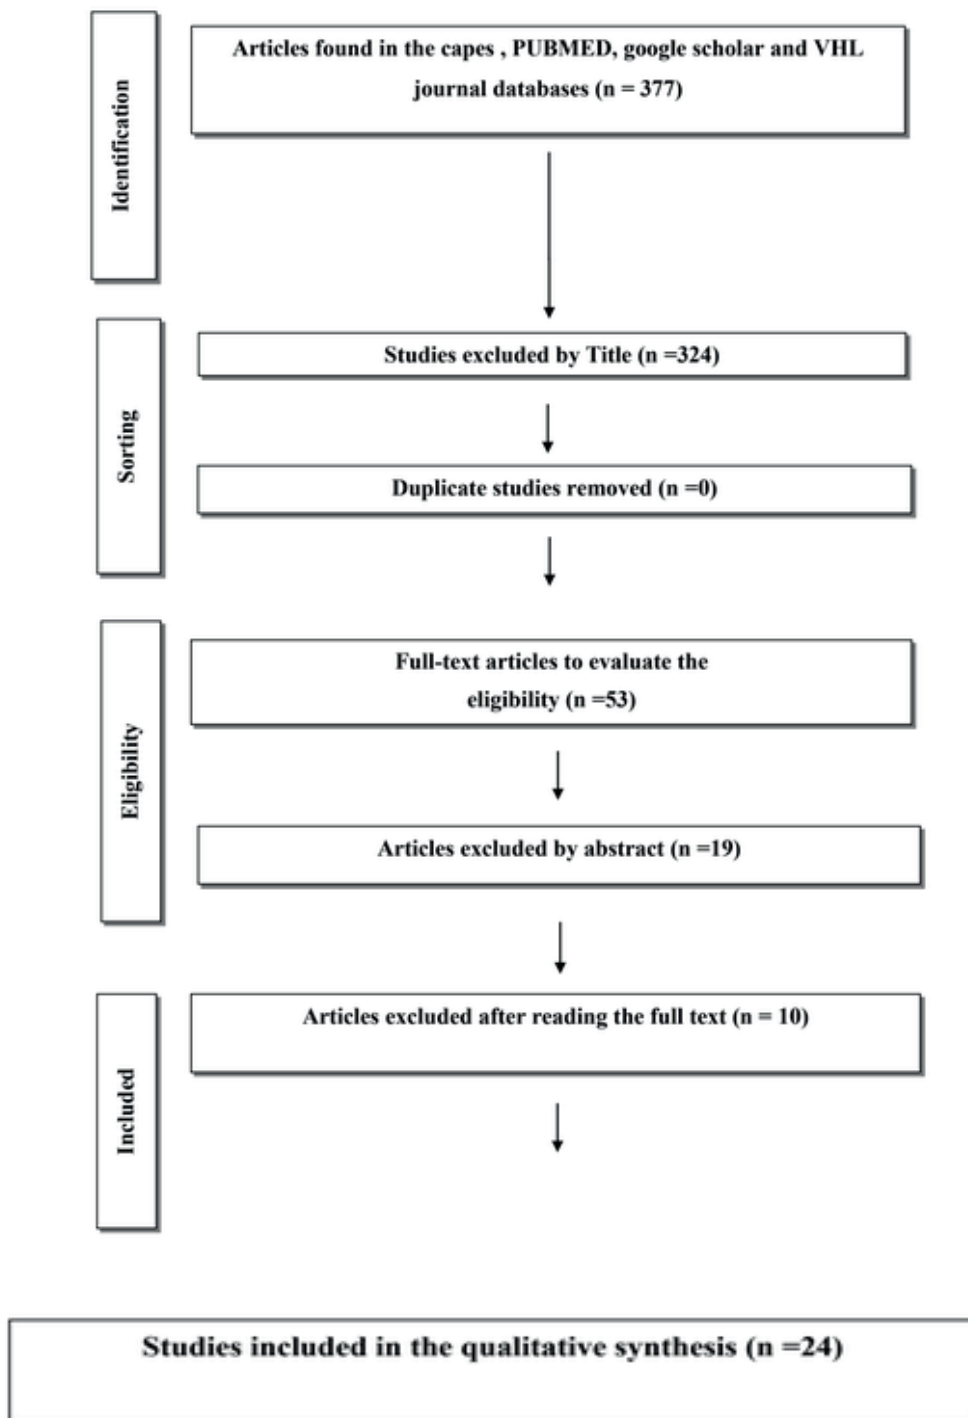 Identification
Articles found in the capes , PUBMED, google scholar and VHL
journal databases (n = 377)
Sorting
Studies excluded by Title (n =324)
Duplicate studies removed (n =0)
Eligibility
Full-text articles to evaluate the
eligibility (n =53)
Articles excluded by abstract (n =19)
Included
Articles excluded after reading the full text (n = 10)
Studies included in the qualitative synthesis (n =24)